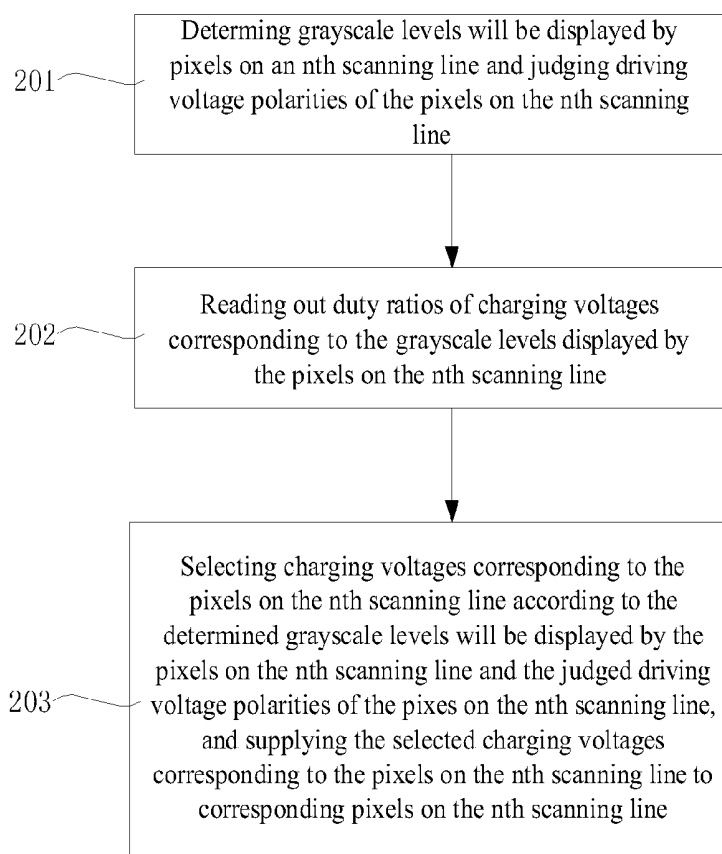 201
Determing grayscale levels will be displayed by
pixels on an nth scanning line and judging driving
voltage polarities of the pixels on the nth scanning
line
202
Reading out duty ratios of charging voltages
corresponding to the grayscale levels displayed by
the pixels on the nth scanning line
203
Selecting charging voltages corresponding to the
pixels on the nth scanning line according to the
determined grayscale levels will be displayed by the
pixels on the nth scanning line and the judged driving
voltage polarities of the pixes on the nth scanning line,
and supplying the selected charging voltages
corresponding to the pixels on the nth scanning line to
corresponding pixels on the nth scanning line